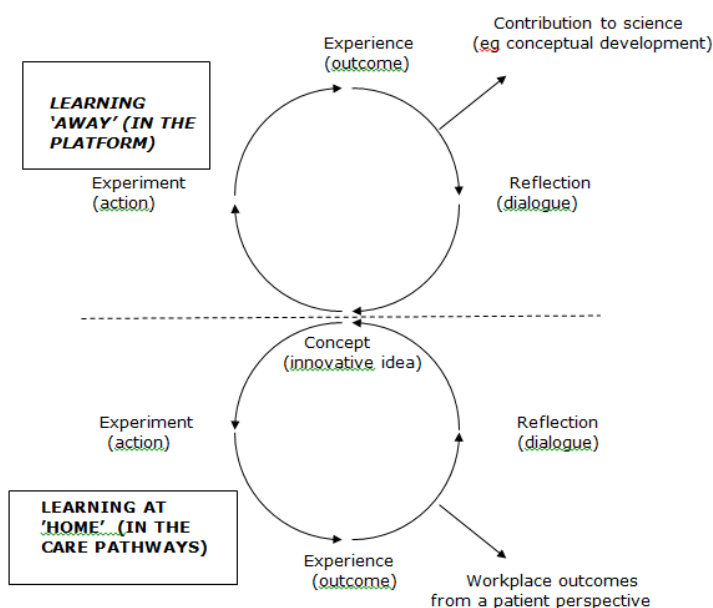 Contribution to science
(eg conceptual development)
Experience
(outcome)
LEARNING
‘AWAY’ (IN THE
PLATFORM)
Experiment
(action)
Reflection
(dialogue)
Concept
(innovative idea)
Experiment
(action)
Reflection
(dialogue)
LEARNING AT
’HOME’ (IN THE
CARE PATHWAYS)
Experience
(outcome)
Workplace outcomes
from a patient perspective